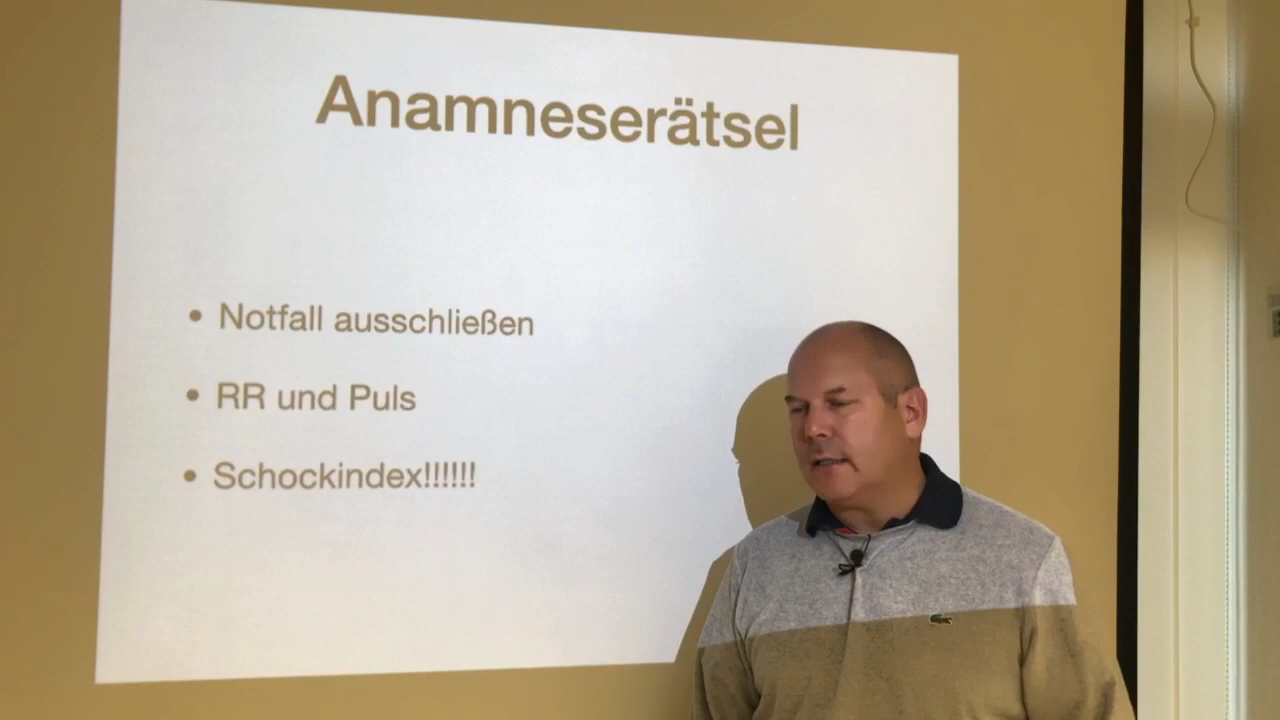 Anamneserätsel
• Notfall ausschließen
• RR und Puls
• Schockindex!!!!!!